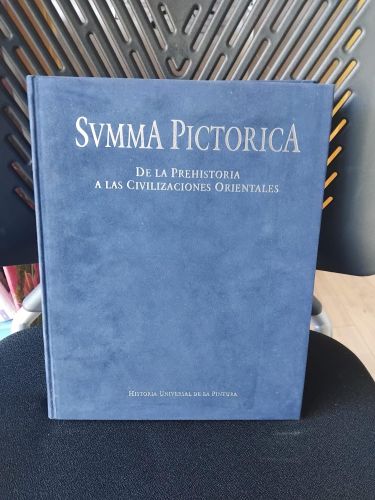 SVMMA PICTORICA
DE LA PREHISTORIA
A LAS CIVILIZACIONES ORIENTALES
HISTORIA UNIVERSAL DE LA PINTURA